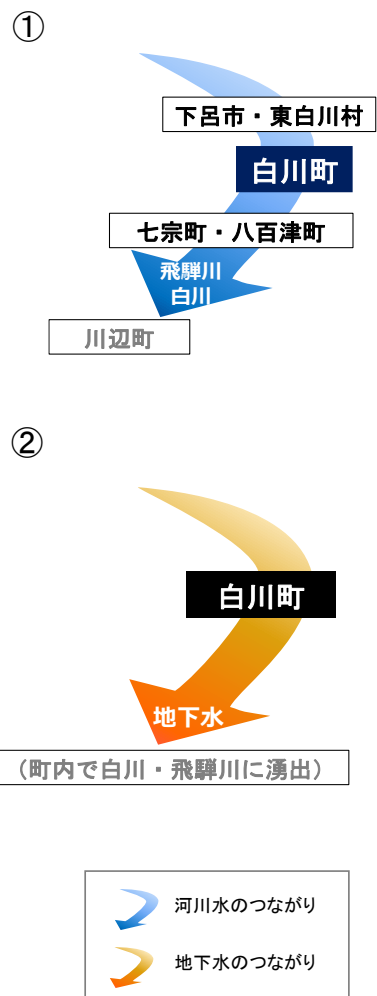 ①
下呂市・東白川村
白川町
七宗町・八百津町
飛騨川
白川
川辺町
②
白川町
地下水
（町内で白川・飛騨川に湧出）
河川水のつながり
地下水のつながり